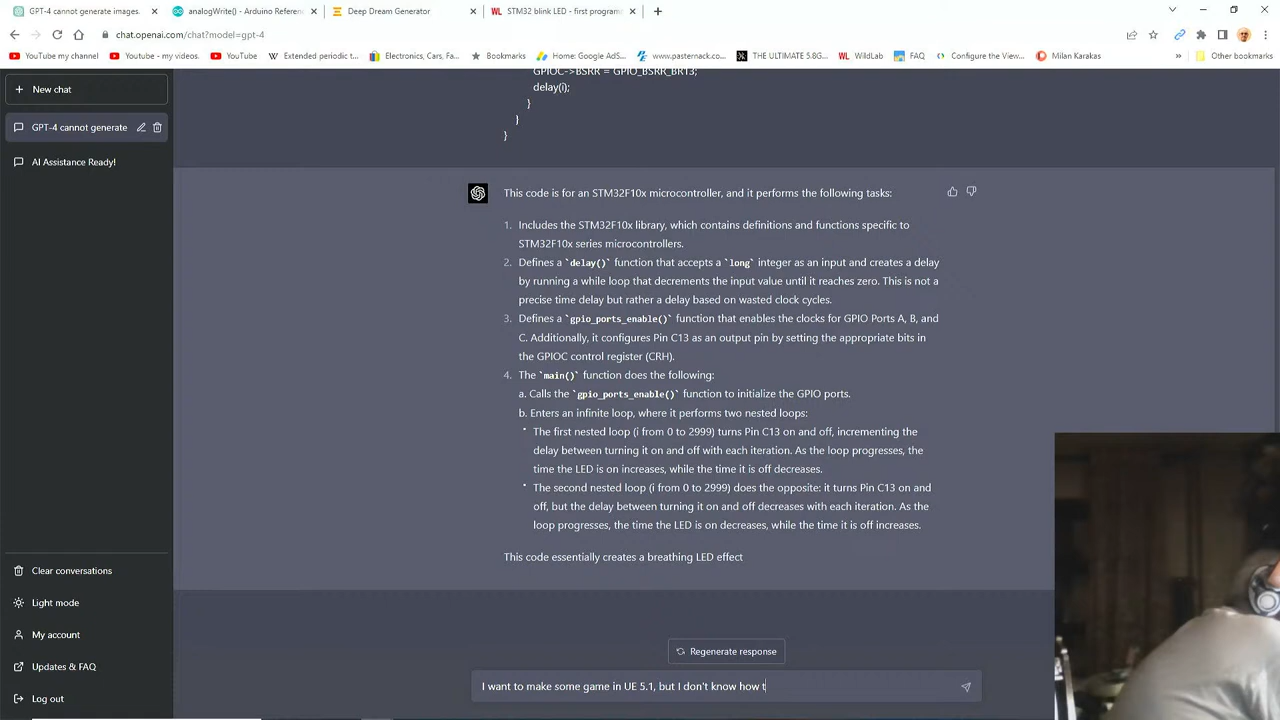 GPT-4 cannot generate images.
analogWrite() - Arduino Referenc
Deep Dream Generator
WL STM32 blink LED - first program
chat.openai.com/chat?model=gpt-4
YouTube my channel
Youtube - my videos.
YouTube
W Extended periodic t
Electronics, Cars, Fa...
Bookmarks
Home: Google AdS...
www.pasternack...
THE ULTIMATE 5.8G...
WL WildLab
FAQ
Configure the View...
Milan Karakas
»
Other bookmarks
New chat
GPT-4 cannot generate
AI Assistance Ready!
GPIOC->BSRR = GPIO_BSRR_BR13;
delay(i);
}
}
}
This code is for an STM32F10x microcontroller, and it performs the following tasks:
1. Includes the STM32F10x library, which contains definitions and functions specific to
STM32F10x series microcontrollers.
2. Defines a `delay()` function that accepts a `long` integer as an input and creates a delay
by running a while loop that decrements the input value until it reaches zero. This is not a
precise time delay but rather a delay based on wasted clock cycles.
3. Defines a `gpio_ports_enable()` function that enables the clocks for GPIO Ports A, B, and
C. Additionally, it configures Pin C13 as an output pin by setting the appropriate bits in
the GPIOC control register (CRH).
4. The `main()` function does the following:
a. Calls the `gpio_ports_enable()` function to initialize the GPIO ports.
b. Enters an infinite loop, where it performs two nested loops:
• The first nested loop (i from 0 to 2999) turns Pin C13 on and off, incrementing the
delay between turning it on and off with each iteration. As the loop progresses, the
time the LED is on increases, while the time it is off decreases.
• The second nested loop (i from 0 to 2999) does the opposite: it turns Pin C13 on and
off, but the delay between turning it on and off decreases with each iteration. As the
loop progresses, the time the LED is on decreases, while the time it is off increases.
This code essentially creates a breathing LED effect
Clear conversations
Light mode
My account
Updates & FAQ
Log out
Regenerate response
I want to make some game in UE 5.1, but I don't know how t